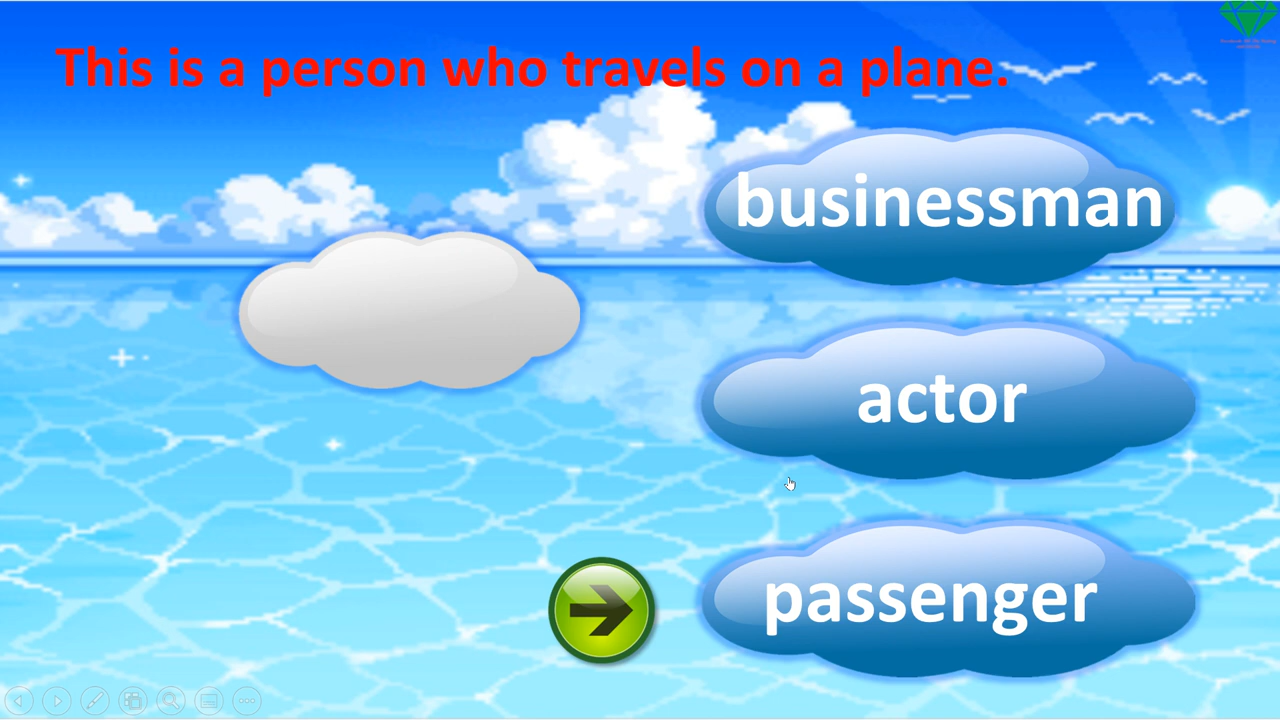 This is a person who travels on a plane.
businessman
actor
passenger